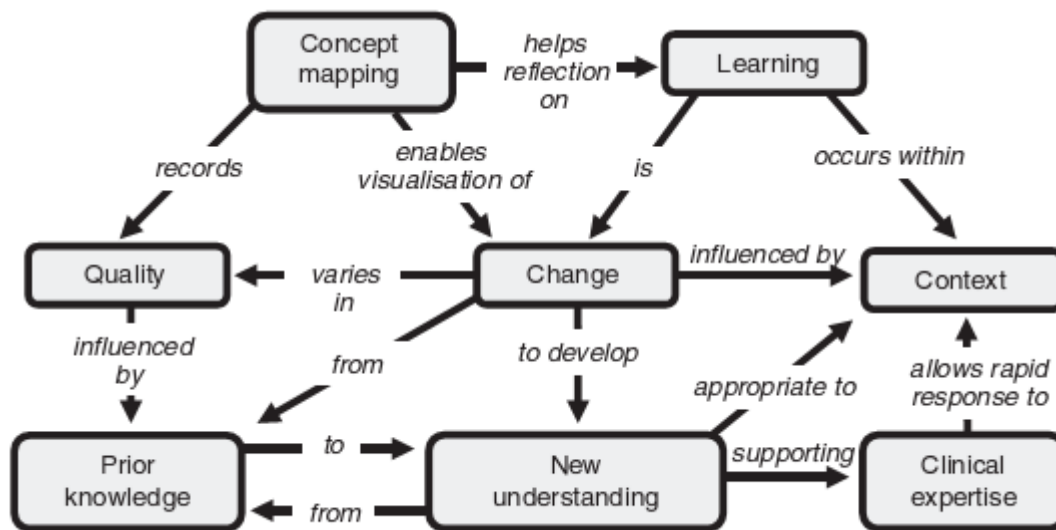 Concept
mapping
helps
reflection
on
Learning
records
enables
visualisation of
is
occurs within
Quality
varies
in
Change
influenced by
Context
influenced
by
from
to develop
appropriate to
allows rapid
response to
Prior
knowledge
to
from
New
understanding
supporting
Clinical
expertise